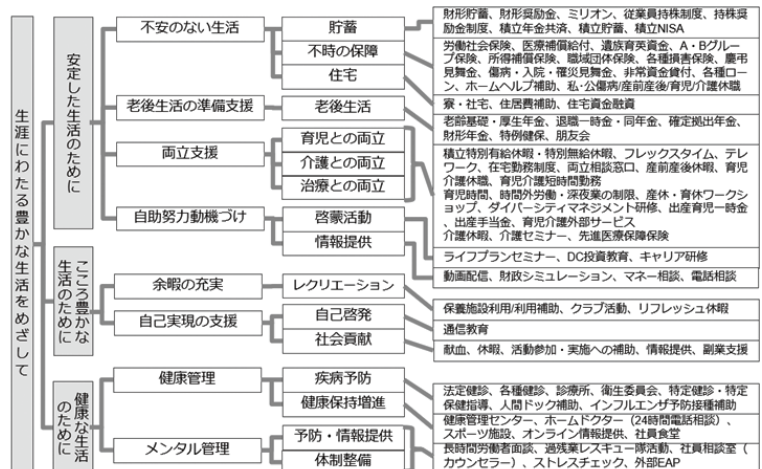 生涯にわたる豊かな生活をめざして
安定した生活のために
不安のない生活
貯蓄
財形貯蓄、財形奨励金、ミリオン、従業員持株制度、持株奨
励金制度、積立年金共済、積立貯蓄、積立NISA
不時の保障
労働社会保険、医療補償給付、遺族育英資金、A・Bグルー
プ保険、所得補償保険、職域団体保険、各種損害保険、慶弔
見舞金、傷病・入院・罹災見舞金、非常資金貸付、各種ロー
ン、ホームヘルプ補助、私・公傷病/産前産後/育児/介護休職
住宅
寮・社宅、住居費補助、住宅資金融資
老後生活の準備支援
老後生活
老齢基礎・厚生年金、退職一時金・同年金、確定拠出年金、
財形年金、特例健保、朋友会
両立支援
育児との両立
介護との両立
治療との両立
積立特別有給休暇・特別無給休暇、フレックスタイム、テレ
ワーク、在宅勤務制度、両立相談窓口、産前産後休暇、育児
介護休職、育児介護短時間勤務
育児時間、時間外労働・深夜業の制限、産休・育休ワークシ
ョップ、ダイバーシティマネジメント研修、出産育児一時金
、出産手当金、育児介護外部サービス
介護休暇、介護セミナー、先進医療保障保険
自助努力動機づけ
啓蒙活動
ライフプランセミナー、DC投資教育、キャリア研修
情報提供
動画配信、財政シミュレーション、マネー相談、電話相談
こころ豊かな
生活のために
余暇の充実
レクリエーション
保養施設利用/利用補助、クラブ活動、リフレッシュ休暇
自己実現の支援
自己啓発
通信教育
社会貢献
献血、休暇、活動参加・実施への補助、情報提供、副業支援
健康な生活
のために
健康管理
疾病予防
法定健診、各種健診、診療所、衛生委員会、特定健診・特定
保健指導、人間ドック補助、インフルエンザ予防接種補助
健康保持増進
健康管理センター、ホームドクター（24時間電話相談）、
スポーツ施設、オンライン情報提供、社員食堂
メンタル管理
予防・情報提供
体制整備
長時間労働者面談、過残業レスキュー隊活動、社員相談室（
カウンセラー）、ストレスチェック、外部EAP